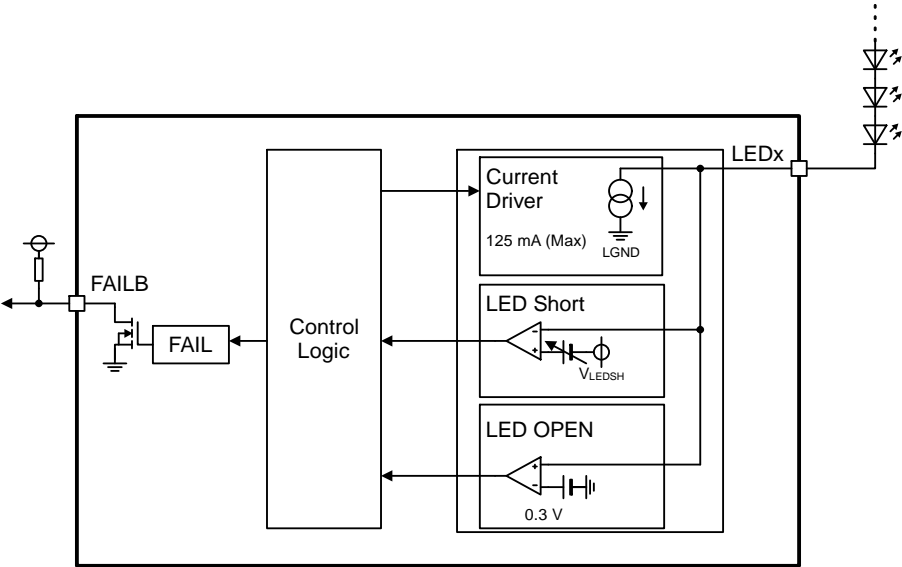 LEDx
Current
Driver
125 mA (Max)
LGND
FAILB
LED Short
-
+
VLEDSH
Control
Logic
FAIL
LED OPEN
+
-
0.3 V